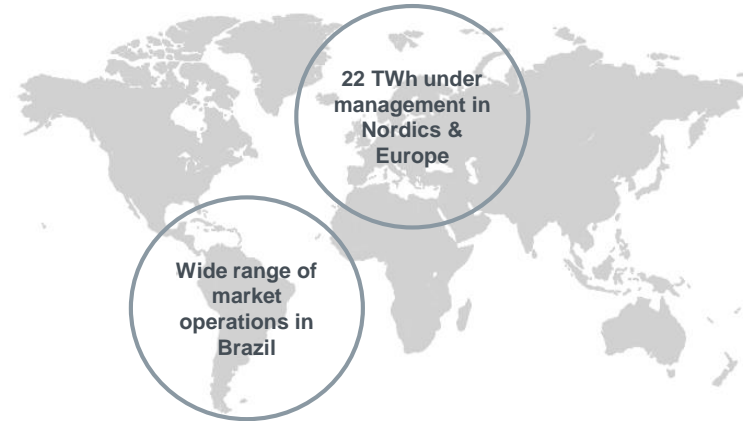 22 TWh under
management in
Nordics &
Europe
Wide range of
market
operations in
Brazil